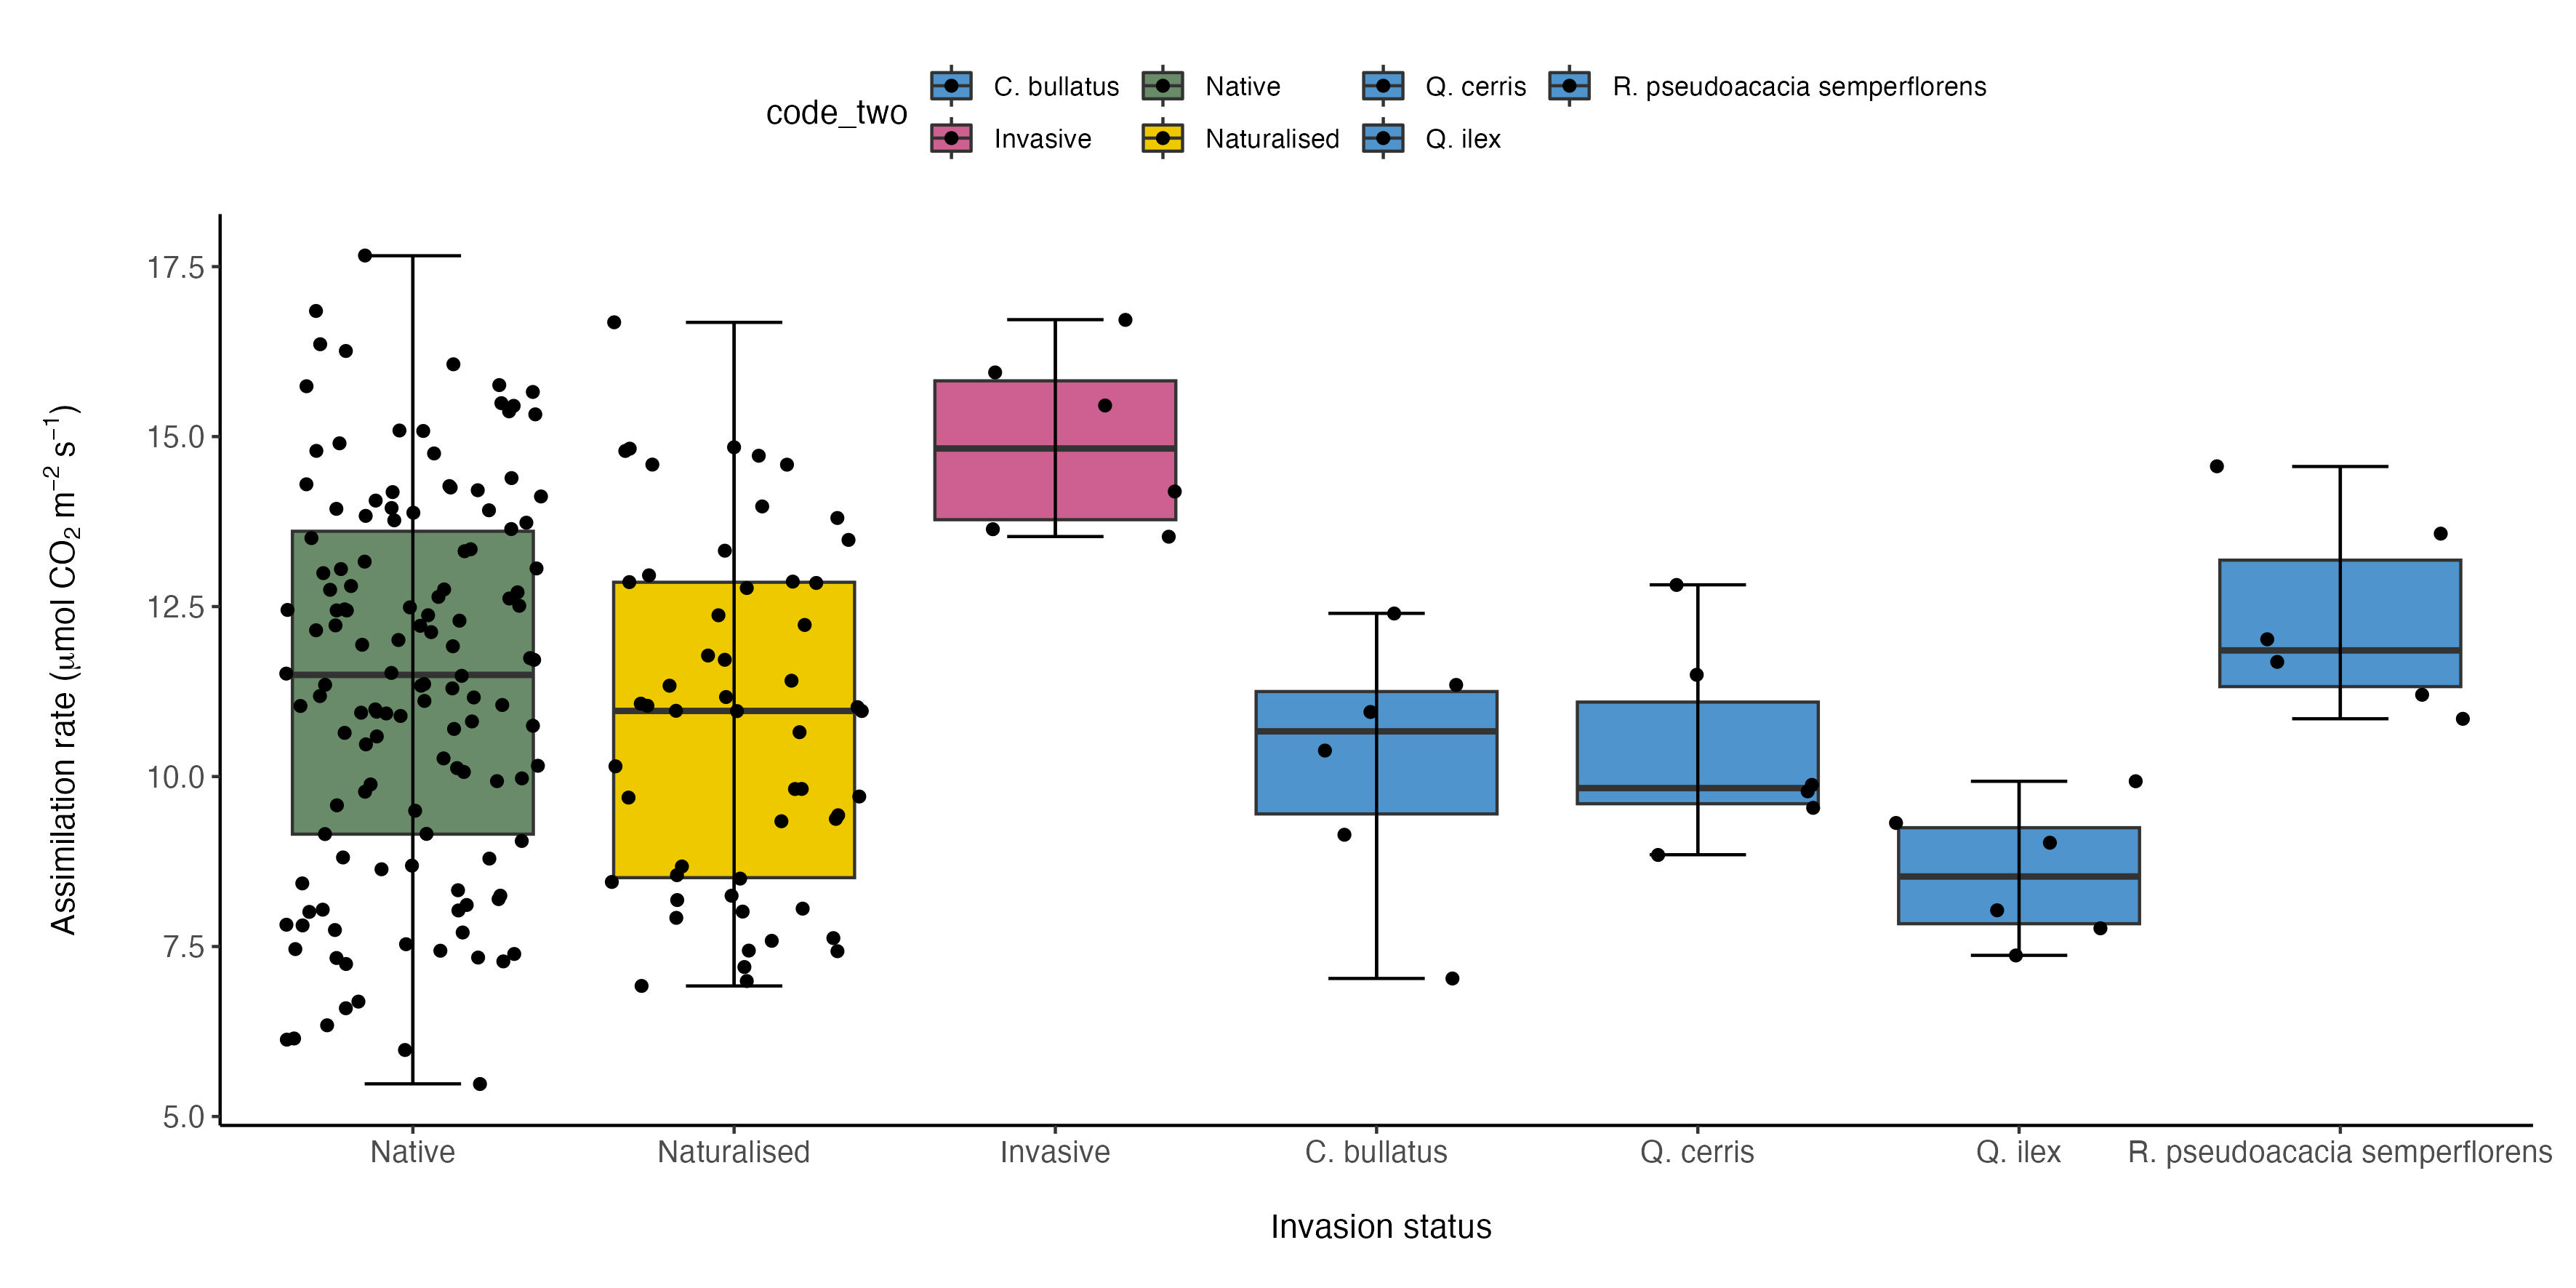 code_two
C. bullatus
Native
Q. cerris
R. pseudoacacia semperflorens
Invasive
Naturalised
Q. ilex
Assimilation rate (μmol CO₂ m⁻² s⁻¹)
17.5
15.0
12.5
10.0
7.5
5.0
Native
Naturalised
Invasive
C. bullatus
Q. cerris
Q. ilex
R. pseudoacacia semperflorens
Invasion status